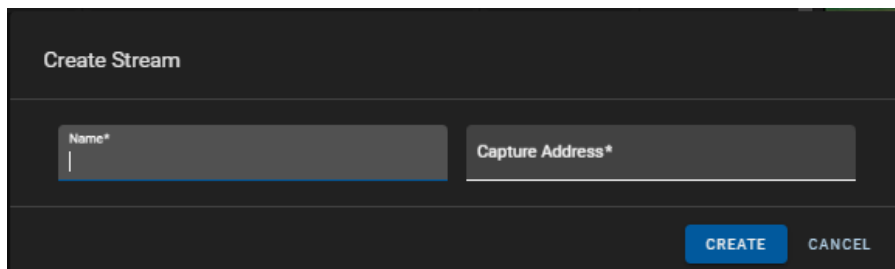 Create Stream
Name*
Capture Address*
CREATE CANCEL